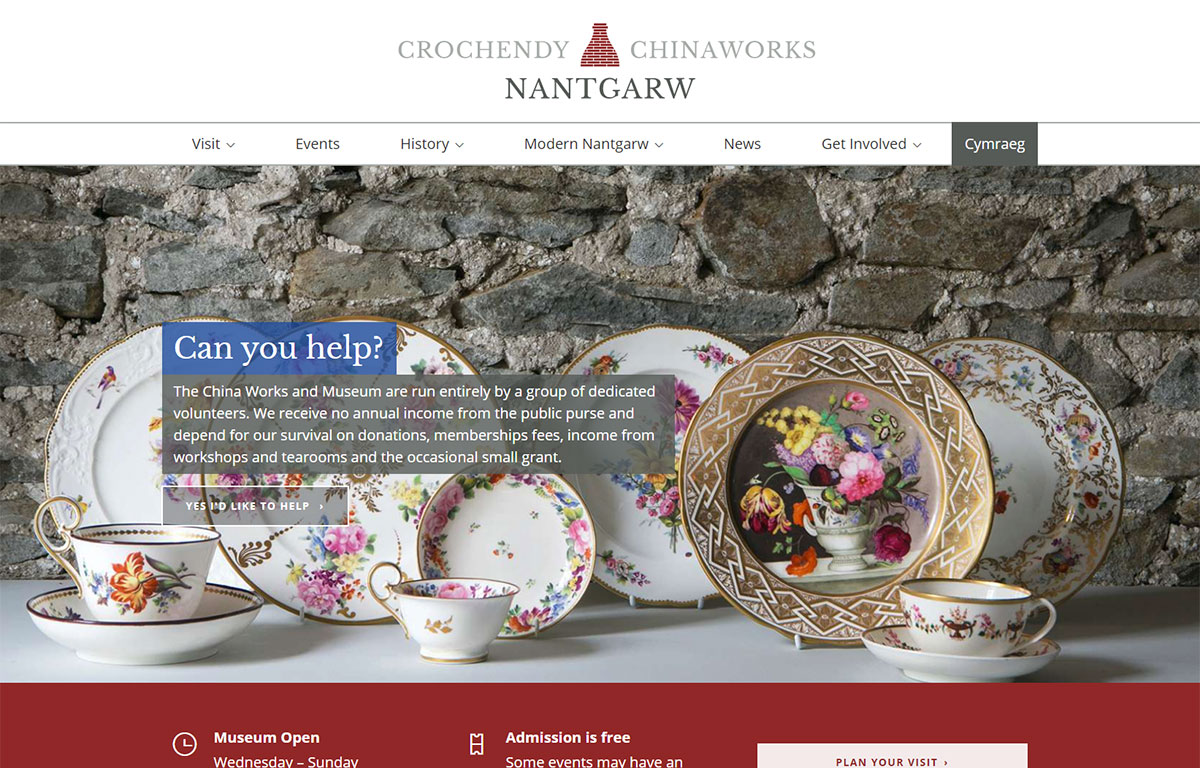 CROCHENDY CHINAWORKS
NANTGARW
Visit Events History Modern Nantgarw News Get Involved Cymraeg
Can you help?
The China Works and Museum are run entirely by a group of dedicated
volunteers. We receive no annual income from the public purse and
depend for our survival on donations, memberships fees, income from
workshops and tearooms and the occasional small grant.
YES I'D LIKE TO HELP ›
Museum Open
Wednesday – Sunday
Admission is free
Some events may have an
PLAN YOUR VISIT ›